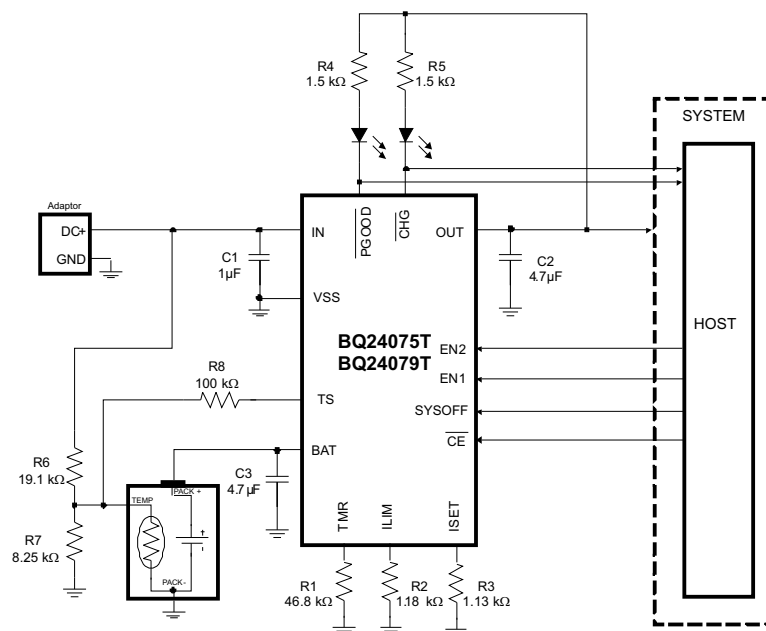 R4
1.5 kΩ
R5
1.5 kΩ
SYSTEM
Adaptor
DC+
GND
IN
PGOOD
CHG
OUT
C1
1µF
C2
4.7µF
VSS
HOST
BQ24075T
BQ24079T
EN2
EN1
R8
100 kΩ
TS
SYSOFF
BAT
CE
R6
19.1 kΩ
C3
4.7µF
TEMP
PACK +
+
-
R7
8.25 kΩ
PACK-
TMR
ILIM
ISET
R1
46.8 kΩ
R2
1.18 kΩ
R3
1.13 kΩ